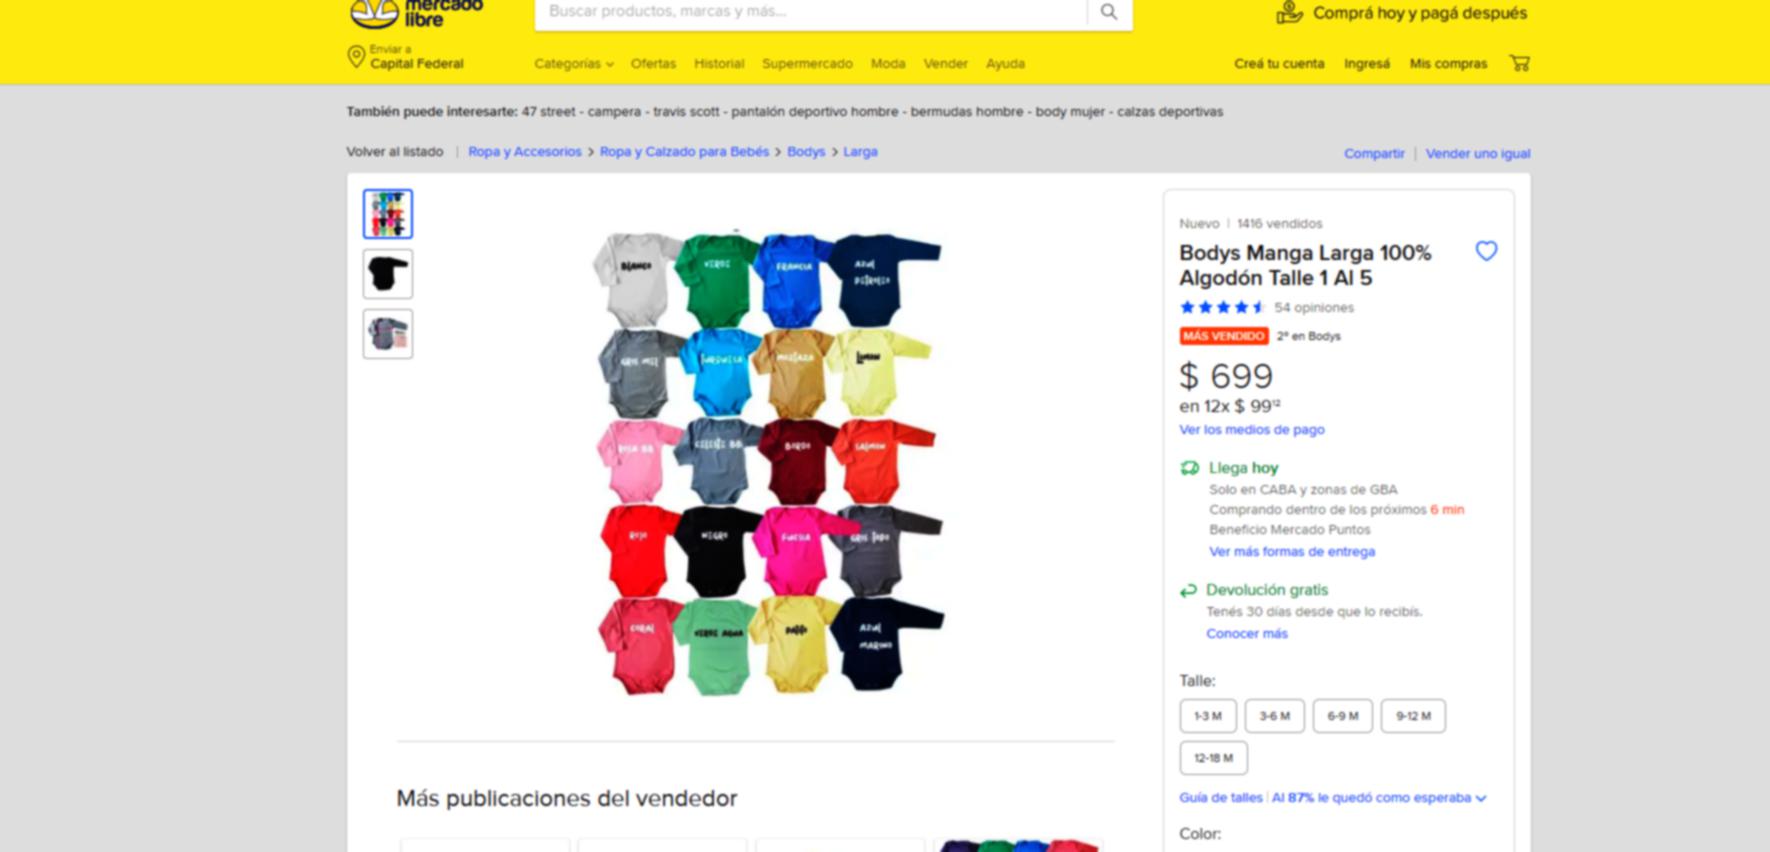 mercado
libre
Buscar productos, marcas y más...
Comprá hoy y pagá después
Enviar a
Capital Federal
Categorías Ofertas Historial Supermercado Moda Vender Ayuda
Creá tu cuenta Ingresá Mis compras
También puede interesarte: 47 street - campera - travis scott - pantalón deportivo hombre - bermudas hombre - body mujer - calzas deportivas
Volver al listado | Ropa y Accesorios > Ropa y Calzado para Bebés > Bodys > Larga
Compartir | Vender uno igual
BLANCO VERDE FRANCIA AZUL
PETROLEO
GRIS MEL TURQUESA MOSTAZA LIMON
ROSA BB CELESTE BB BORDO SALMON
ROJO NEGRO FUCSIA GRIS TOPO
CORAL VERDE AGUA PATITO AZUL
MARINO
Nuevo | 1416 vendidos
Bodys Manga Larga 100%
Algodón Talle 1 Al 5
54 opiniones
MÁS VENDIDO 2º en Bodys
$ 699
en 12x $ 99¹²
Ver los medios de pago
Llega hoy
Solo en CABA y zonas de GBA
Comprando dentro de los próximos 6 min
Beneficio Mercado Puntos
Ver más formas de entrega
Devolución gratis
Tenés 30 días desde que lo recibís.
Conocer más
Talle:
1-3 M 3-6 M 6-9 M 9-12 M
12-18 M
Guía de talles | Al 87% le quedó como esperaba
Color:
Más publicaciones del vendedor